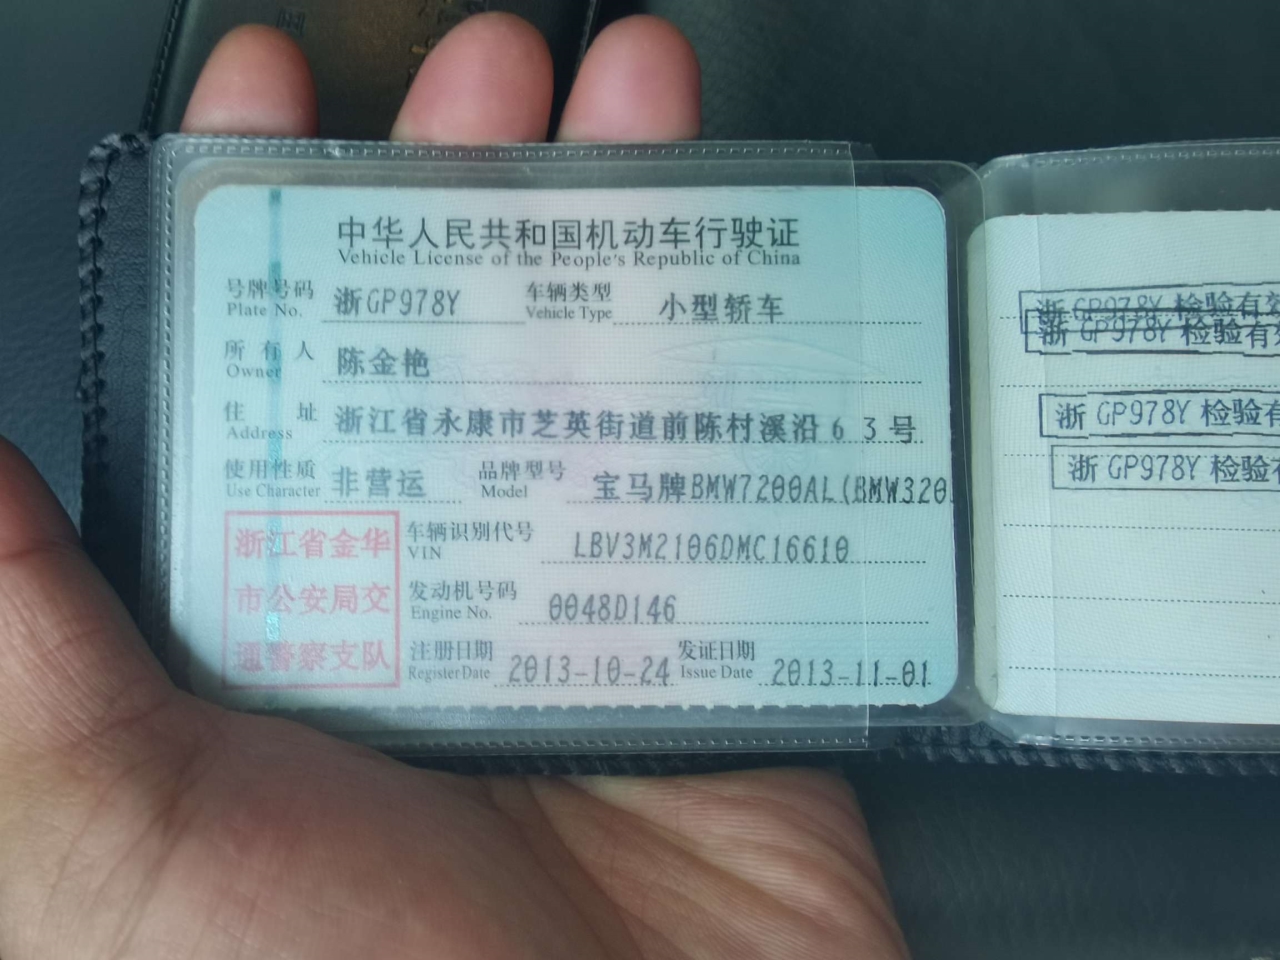 中华人民共和国机动车行驶证
Vehicle License of the People's Republic of China
号牌号码 浙GP978Y 车辆类型 小型轿车
Plate No. Vehicle Type
所有人 陈金艳
Owner
住址 浙江省永康市芝英街道前陈村溪沿63号
Address
使用性质 非营运 品牌型号 宝马牌BMW7200AL(BMW320
Use Character Model
浙江省金华
市公安局交
通警察支队
车辆识别代号 LBV3M2106DMC16610
VIN
发动机号码 0048D146
Engine No.
注册日期 2013-10-24 发证日期 2013-11-01
Register Date Issue Date
浙GP978Y 检验有效
浙GP978Y 检验有
浙GP978Y 检验有
浙GP978Y 检验有